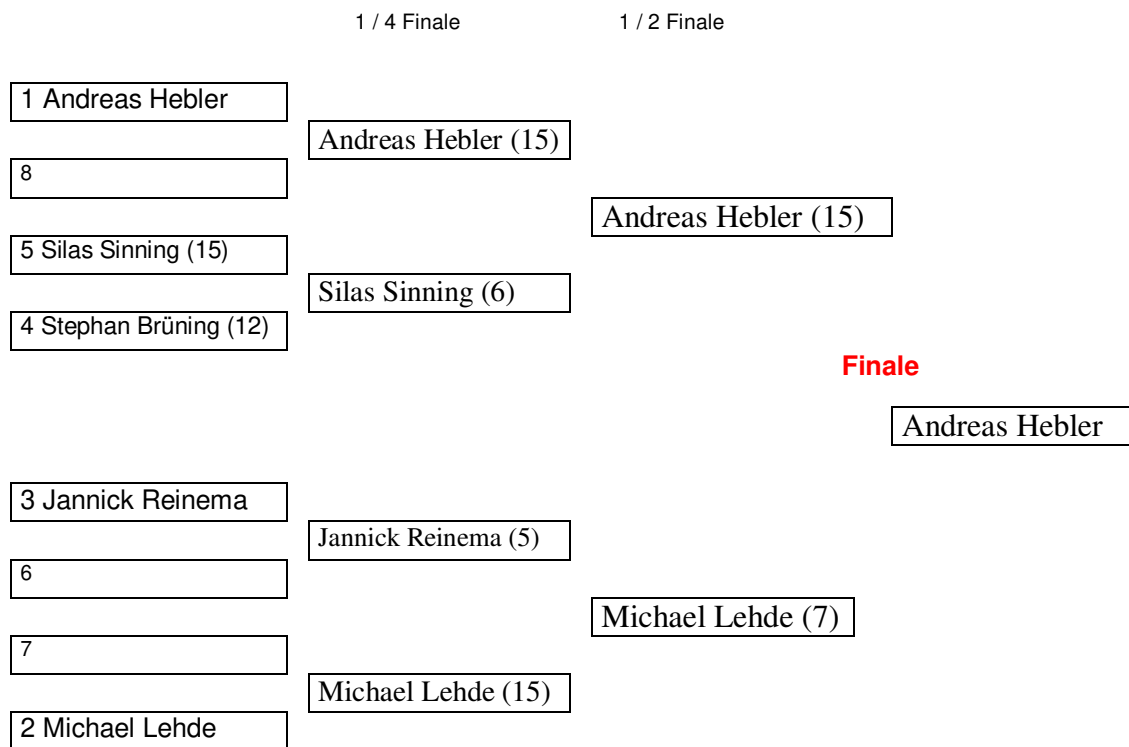 1 / 4 Finale
1 / 2 Finale
1 Andreas Hebler
Andreas Hebler (15)
8
Andreas Hebler (15)
5 Silas Sinning (15)
Silas Sinning (6)
4 Stephan Brüning (12)
Finale
Andreas Hebler
3 Jannick Reinema
Jannick Reinema (5)
6
Michael Lehde (7)
7
Michael Lehde (15)
2 Michael Lehde